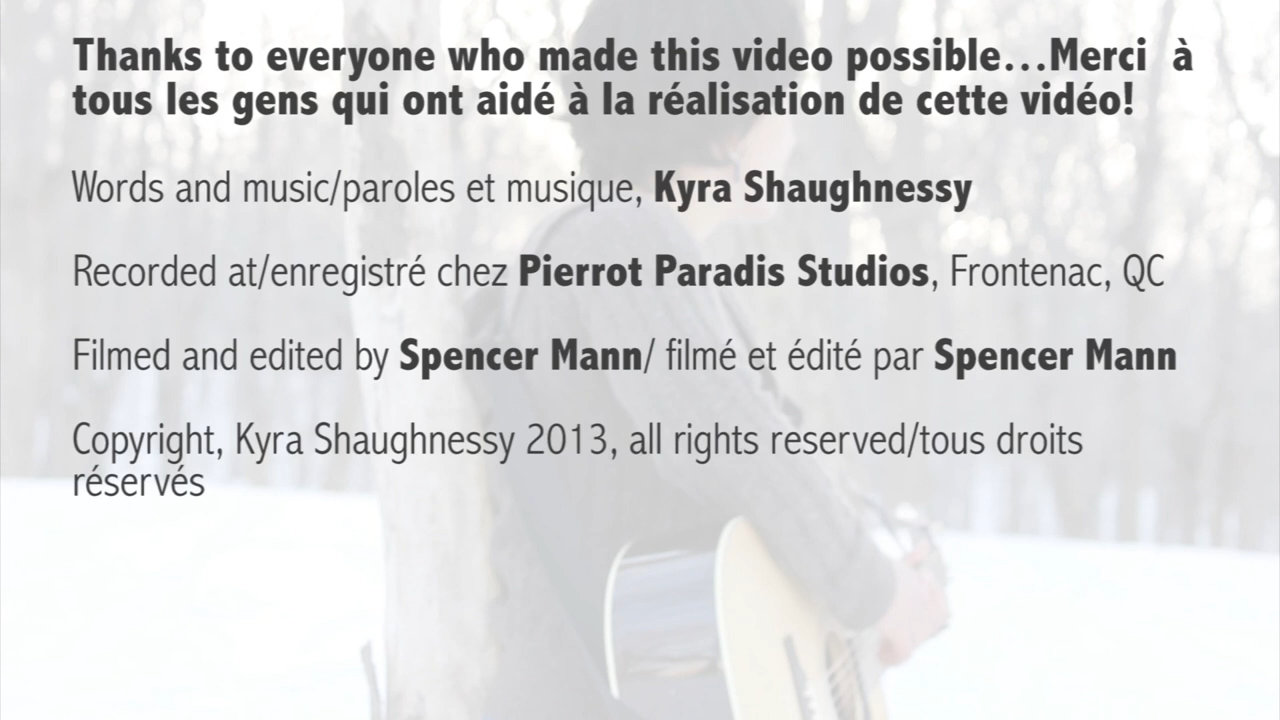 Thanks to everyone who made this video possible…Merci  à
tous les gens qui ont aidé à la réalisation de cette vidéo!
Words and music/paroles et musique, Kyra Shaughnessy
Recorded at/enregistré chez Pierrot Paradis Studios, Frontenac, QC
Filmed and edited by Spencer Mann/ filmé et édité par Spencer Mann
Copyright, Kyra Shaughnessy 2013, all rights reserved/tous droits
réservés